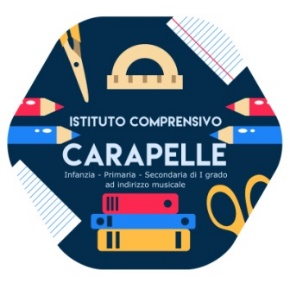 ISTITUTO COMPRENSIVO
CARAPELLE
Infanzia - Primaria - Secondaria di I grado
ad indirizzo musicale